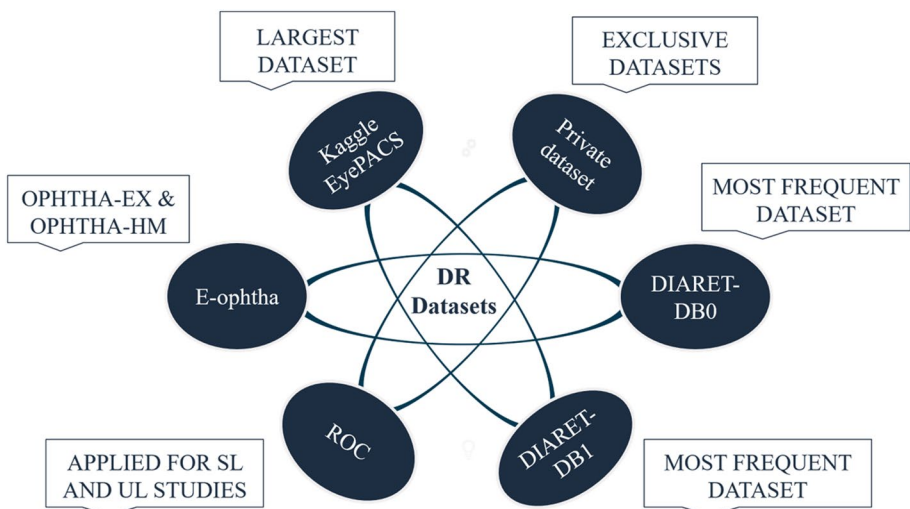 LARGEST
DATASET
EXCLUSIVE
DATASETS
Kaggle
EyePACS
Private
dataset
OPHTHA-EX &
OPHTHA-HM
MOST FREQUENT
DATASET
E-ophtha
DR
Datasets
DIARET-
DB0
ROC
DIARET-
DB1
APPLIED FOR SL
AND UL STUDIES
MOST FREQUENT
DATASET